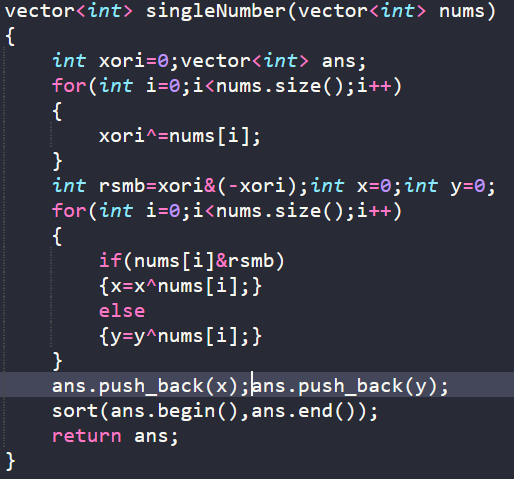 vector<int> singleNumber(vector<int> nums)
{
int xori=0;vector<int> ans;
for(int i=0;i<nums.size();i++)
{
xori^=nums[i];
}
int rsmb=xori&(-xori);int x=0;int y=0;
for(int i=0;i<nums.size();i++)
{
if(nums[i]&rsmb)
{x=x^nums[i];}
else
{y=y^nums[i];}
}
ans.push_back(x);ans.push_back(y);
sort(ans.begin(),ans.end());
return ans;
}